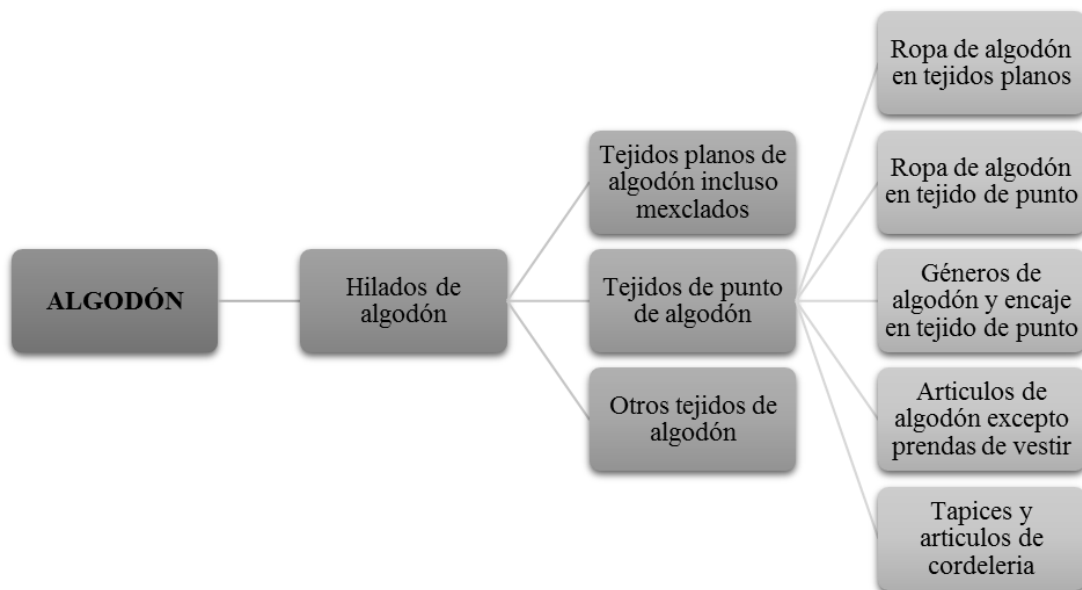 ALGODÓN
Hilados de
algodón
Tejidos planos de
algodón incluso
mexclados
Tejidos de punto
de algodón
Otros tejidos de
algodón
Ropa de algodón
en tejidos planos
Ropa de algodón
en tejido de punto
Géneros de
algodón y encaje
en tejido de punto
Articulos de
algodón excepto
prendas de vestir
Tapices y
articulos de
cordeleria